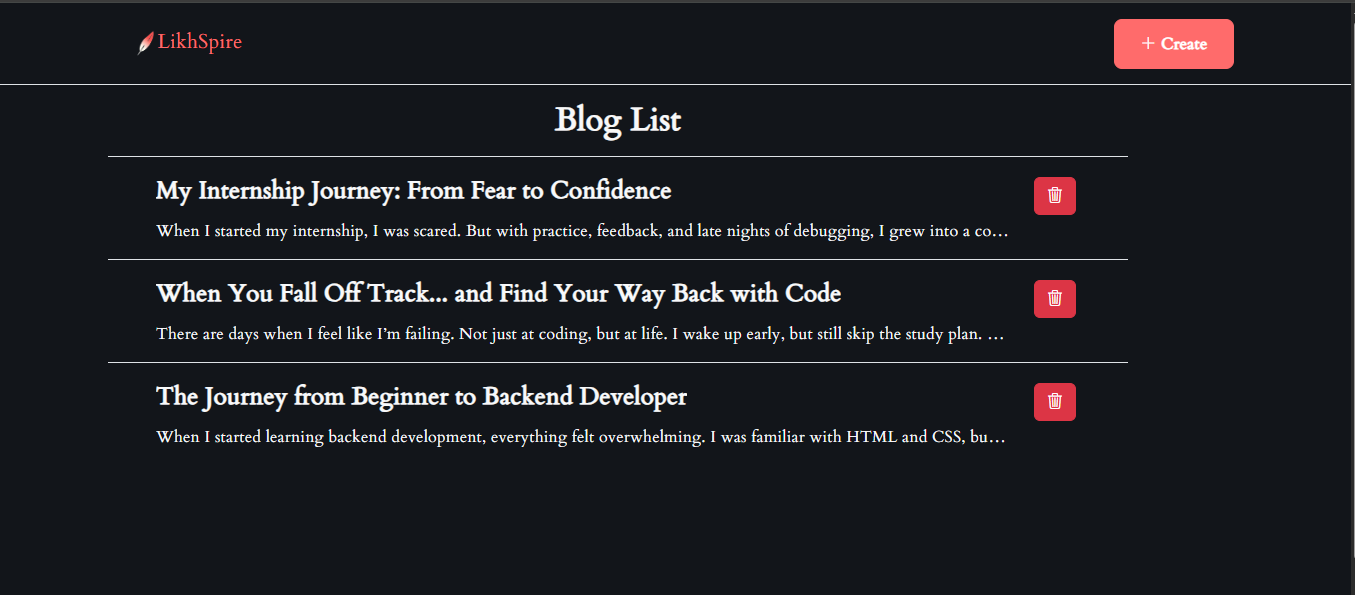 LikhSpire
+ Create
Blog List
My Internship Journey: From Fear to Confidence
When I started my internship, I was scared. But with practice, feedback, and late nights of debugging, I grew into a co...
When You Fall Off Track... and Find Your Way Back with Code
There are days when I feel like I’m failing. Not just at coding, but at life. I wake up early, but still skip the study plan. ...
The Journey from Beginner to Backend Developer
When I started learning backend development, everything felt overwhelming. I was familiar with HTML and CSS, bu...